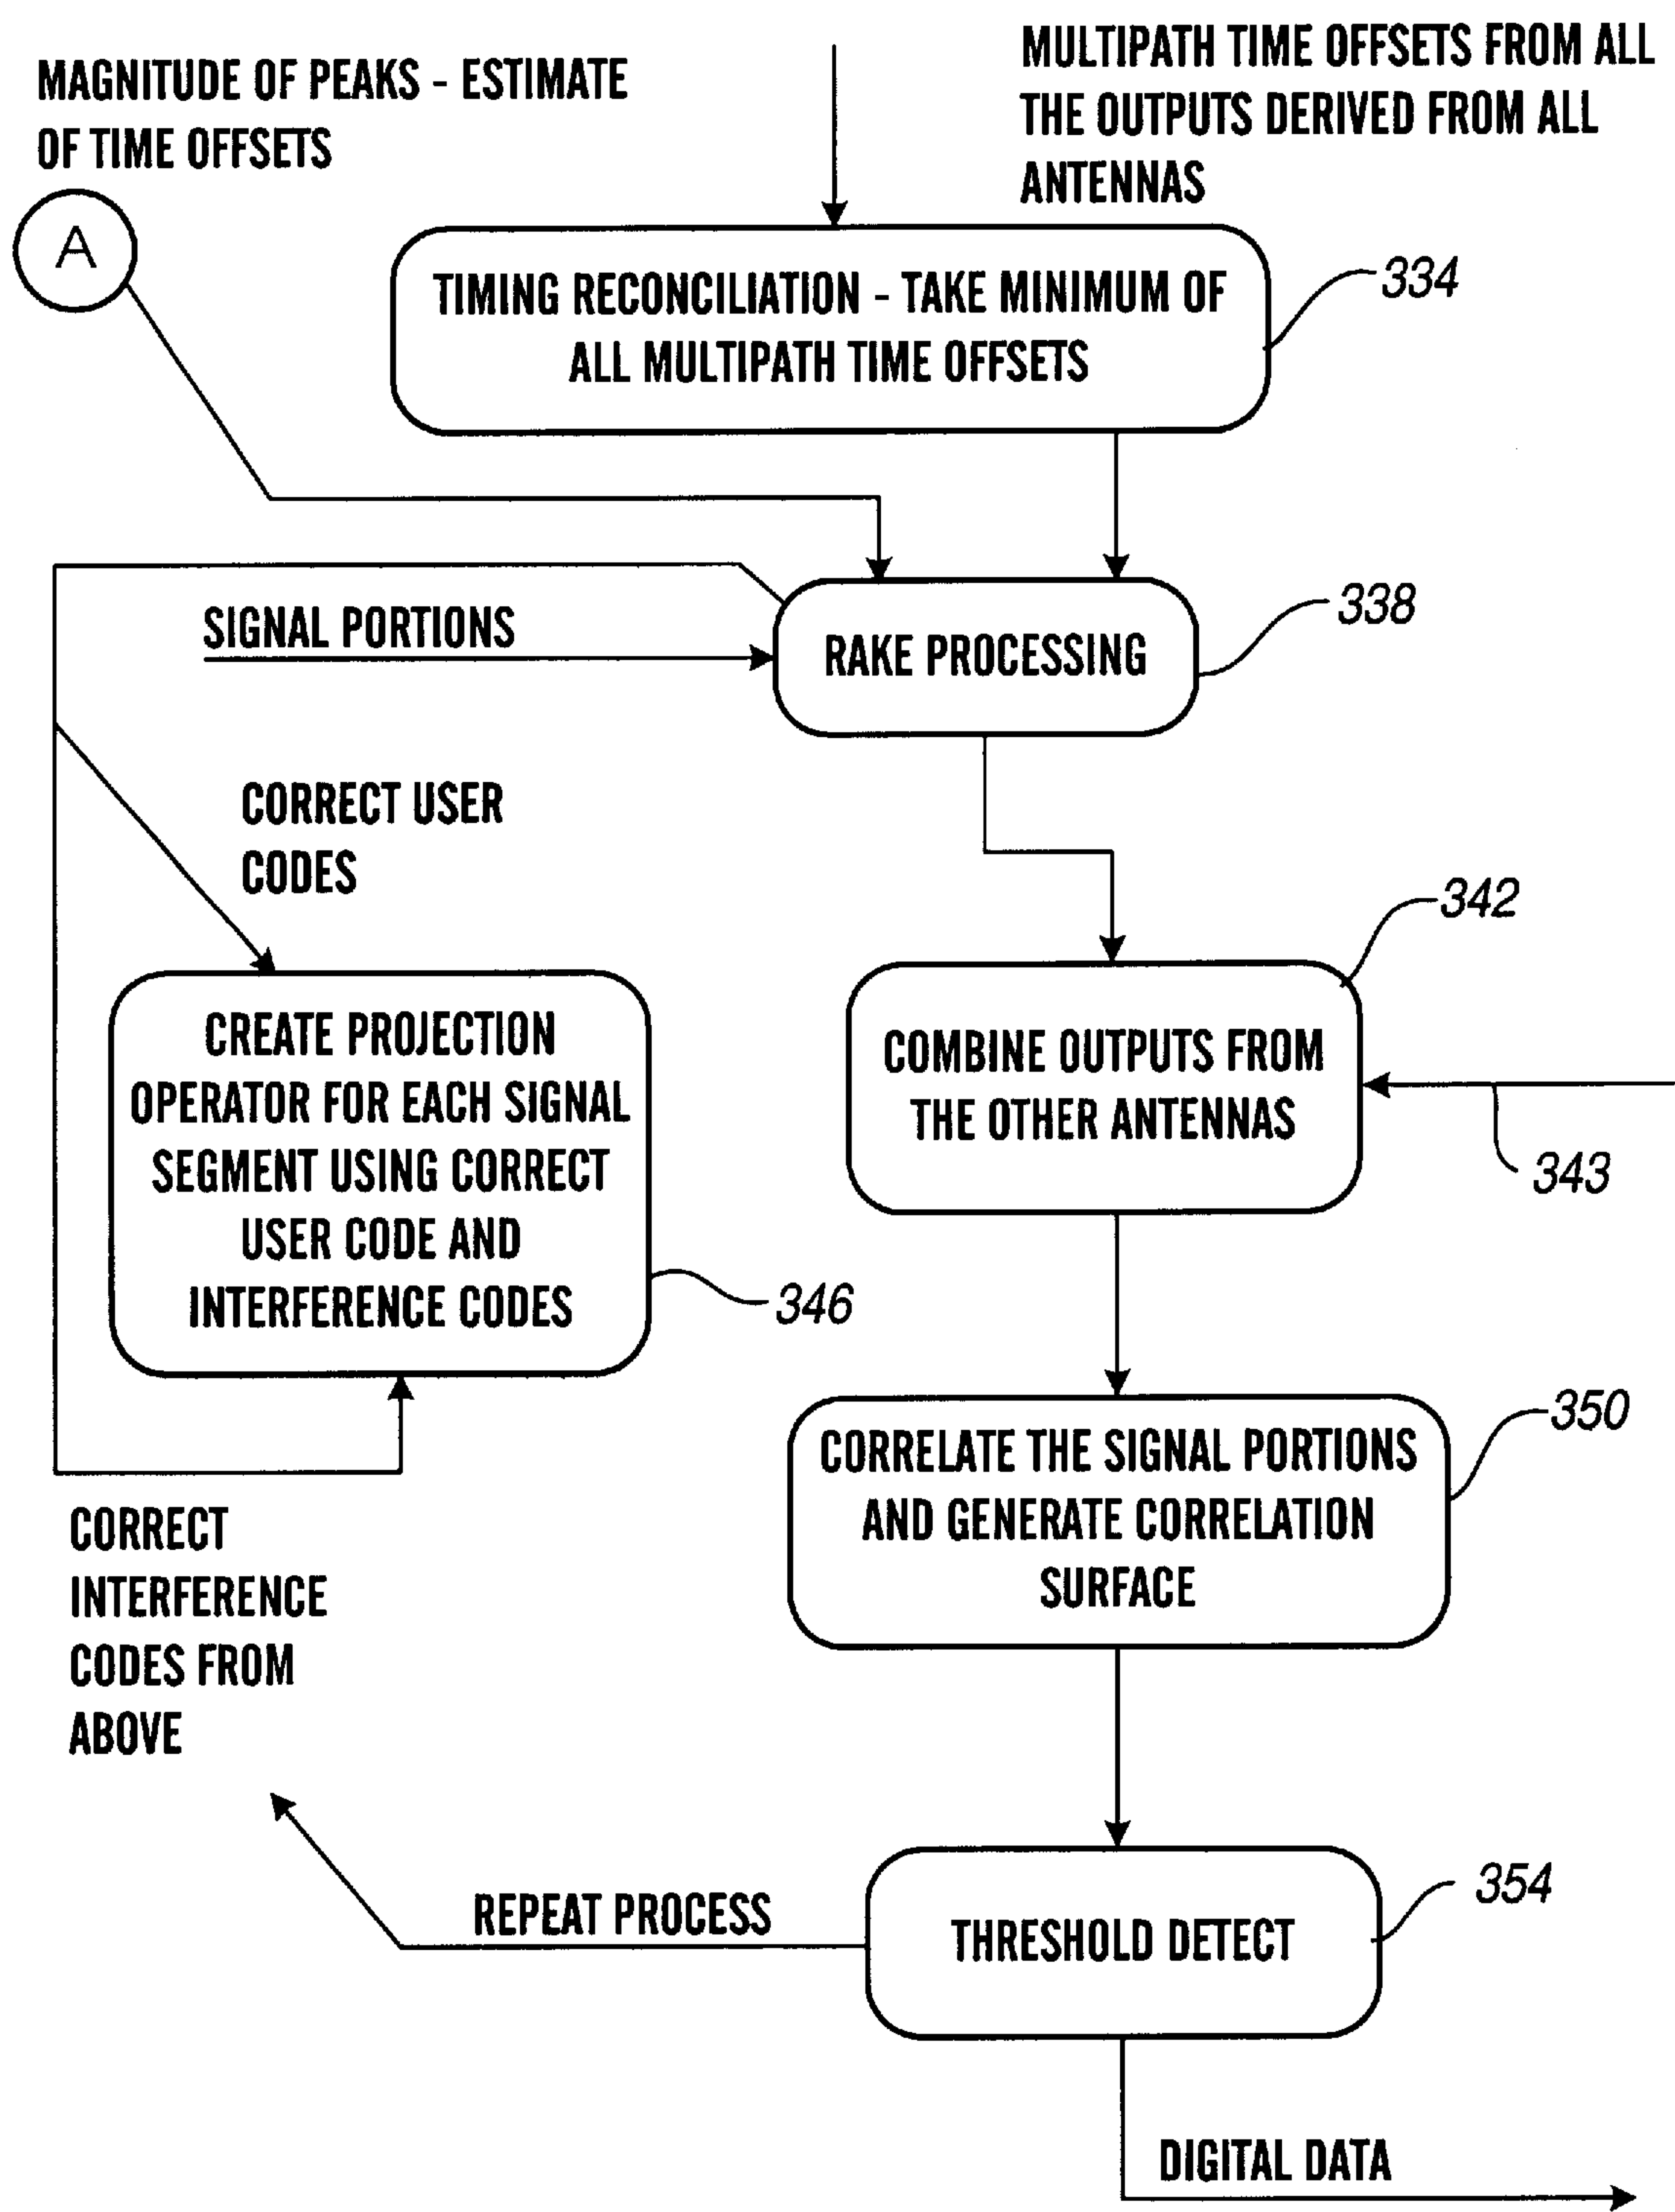 MAGNITUDE OF PEAKS - ESTIMATE
OF TIME OFFSETS
MULTIPATH TIME OFFSETS FROM ALL
THE OUTPUTS DERIVED FROM ALL
ANTENNAS
A
TIMING RECONCILIATION - TAKE MINIMUM OF
ALL MULTIPATH TIME OFFSETS
334
SIGNAL PORTIONS
RAKE PROCESSING
338
CORRECT USER
CODES
342
CREATE PROJECTION
OPERATOR FOR EACH SIGNAL
SEGMENT USING CORRECT
USER CODE AND
INTERFERENCE CODES
346
COMBINE OUTPUTS FROM
THE OTHER ANTENNAS
343
350
CORRELATE THE SIGNAL PORTIONS
AND GENERATE CORRELATION
SURFACE
CORRECT
INTERFERENCE
CODES FROM
ABOVE
REPEAT PROCESS
THRESHOLD DETECT
354
DIGITAL DATA